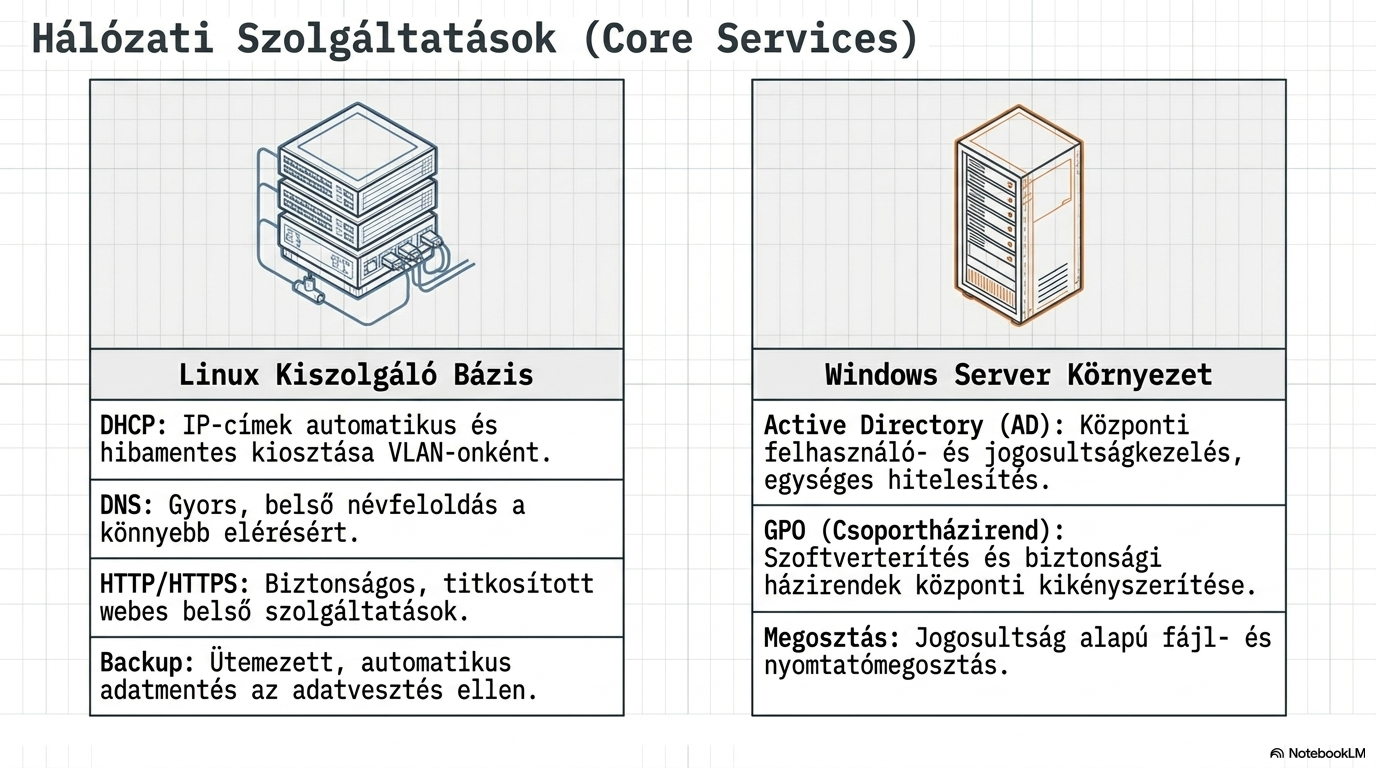 Hálózati Szolgáltatások (Core Services)
Linux Kiszolgáló Bázis
DHCP: IP-címek automatikus és
hibamentes kiosztása VLAN-onként.
DNS: Gyors, belső névfeloldás a
könnyebb elérésért.
HTTP/HTTPS: Biztonságos, titkosított
webes belső szolgáltatások.
Backup: Ütemezett, automatikus
adatmentés az adatvesztés ellen.
Windows Server Környezet
Active Directory (AD): Központi
felhasználó- és jogosultságkezelés,
egységes hitelesítés.
GPO (Csoportházirend):
Szoftverterítés és biztonsági
házirendek központi kikényszerítése.
Megosztás: Jogosultság alapú fájl- és
nyomtatómegosztás.
NotebookLM